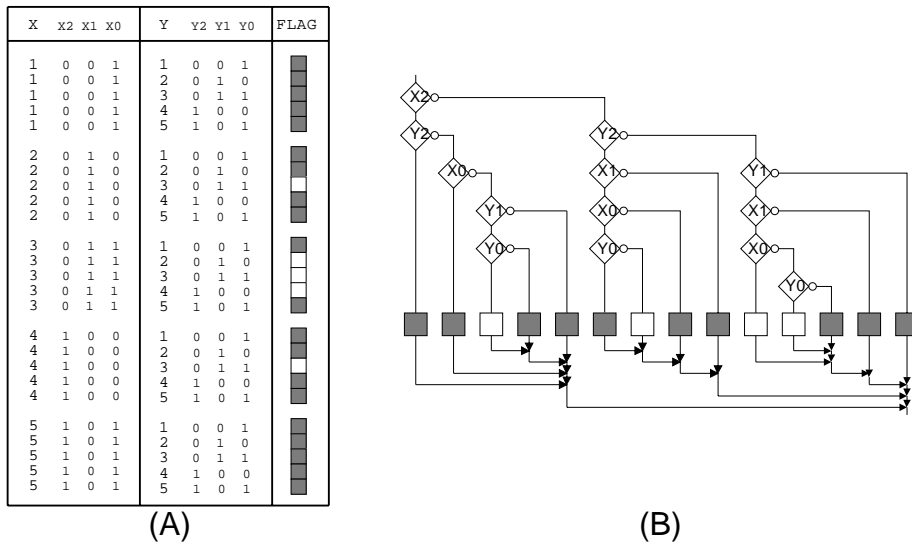 X X2 X1 X0 Y Y2 Y1 Y0 FLAG
1 0 0 1 1 0 0 1
1 0 0 1 2 0 1 0
1 0 0 1 3 0 1 1
1 0 0 1 4 1 0 0
1 0 0 1 5 1 0 1
2 0 1 0 1 0 0 1
2 0 1 0 2 0 1 0
2 0 1 0 3 0 1 1
2 0 1 0 4 1 0 0
2 0 1 0 5 1 0 1
3 0 1 1 1 0 0 1
3 0 1 1 2 0 1 0
3 0 1 1 3 0 1 1
3 0 1 1 4 1 0 0
3 0 1 1 5 1 0 1
4 1 0 0 1 0 0 1
4 1 0 0 2 0 1 0
4 1 0 0 3 0 1 1
4 1 0 0 4 1 0 0
4 1 0 0 5 1 0 1
5 1 0 1 1 0 0 1
5 1 0 1 2 0 1 0
5 1 0 1 3 0 1 1
5 1 0 1 4 1 0 0
5 1 0 1 5 1 0 1
(A)
X2
Y2 Y2
X0 X1 Y1
Y1 X0 X1
Y0 Y0 X0
Y0
(B)